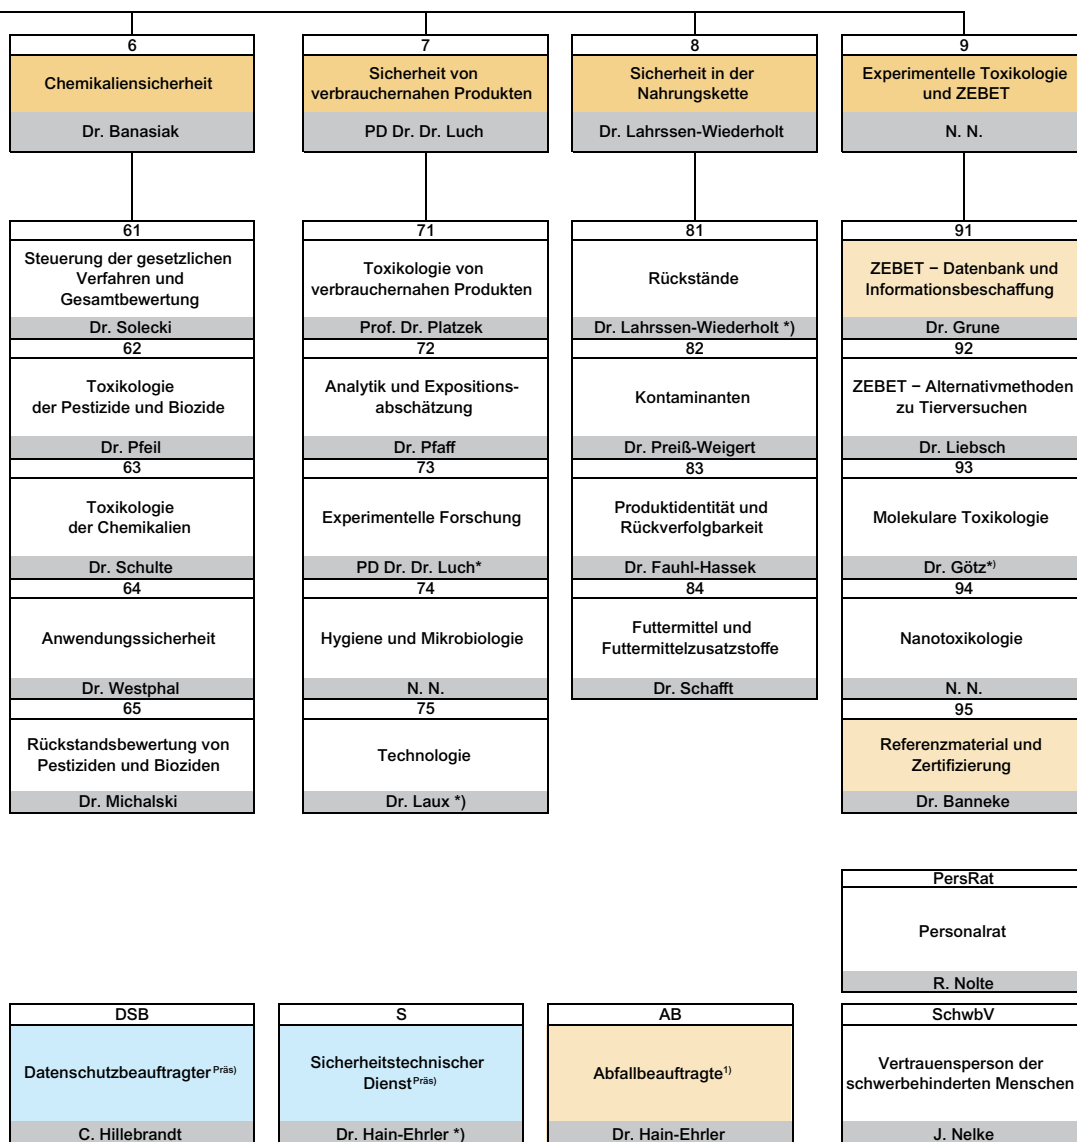 6
Chemikaliensicherheit
Dr. Banasiak
7
Sicherheit von
verbrauchernahen Produkten
PD Dr. Dr. Luch
8
Sicherheit in der
Nahrungskette
Dr. Lahrssen-Wiederholt
9
Experimentelle Toxikologie
und ZEBET
N. N.
61
Steuerung der gesetzlichen
Verfahren und
Gesamtbewertung
Dr. Solecki
62
Toxikologie
der Pestizide und Biozide
Dr. Pfeil
63
Toxikologie
der Chemikalien
Dr. Schulte
64
Anwendungssicherheit
Dr. Westphal
65
Rückstandsbewertung von
Pestiziden und Bioziden
Dr. Michalski
71
Toxikologie von
verbrauchernahen Produkten
Prof. Dr. Platzek
72
Analytik und Expositions-
abschätzung
Dr. Pfaff
73
Experimentelle Forschung
PD Dr. Dr. Luch*
74
Hygiene und Mikrobiologie
N. N.
75
Technologie
Dr. Laux *)
81
Rückstände
Dr. Lahrssen-Wiederholt *)
82
Kontaminanten
Dr. Preiß-Weigert
83
Produktidentität und
Rückverfolgbarkeit
Dr. Fauhl-Hassek
84
Futtermittel und
Futtermittelzusatzstoffe
Dr. Schafft
91
ZEBET − Datenbank und
Informationsbeschaffung
Dr. Grune
92
ZEBET − Alternativmethoden
zu Tierversuchen
Dr. Liebsch
93
Molekulare Toxikologie
Dr. Götz*)
94
Nanotoxikologie
N. N.
95
Referenzmaterial und
Zertifizierung
Dr. Banneke
PersRat
Personalrat
R. Nolte
DSB
Datenschutzbeauftragter Präs)
C. Hillebrandt
S
Sicherheitstechnischer
Dienst Präs)
Dr. Hain-Ehrler *)
AB
Abfallbeauftragte 1)
Dr. Hain-Ehrler
SchwbV
Vertrauensperson der
schwerbehinderten Menschen
J. Nelke